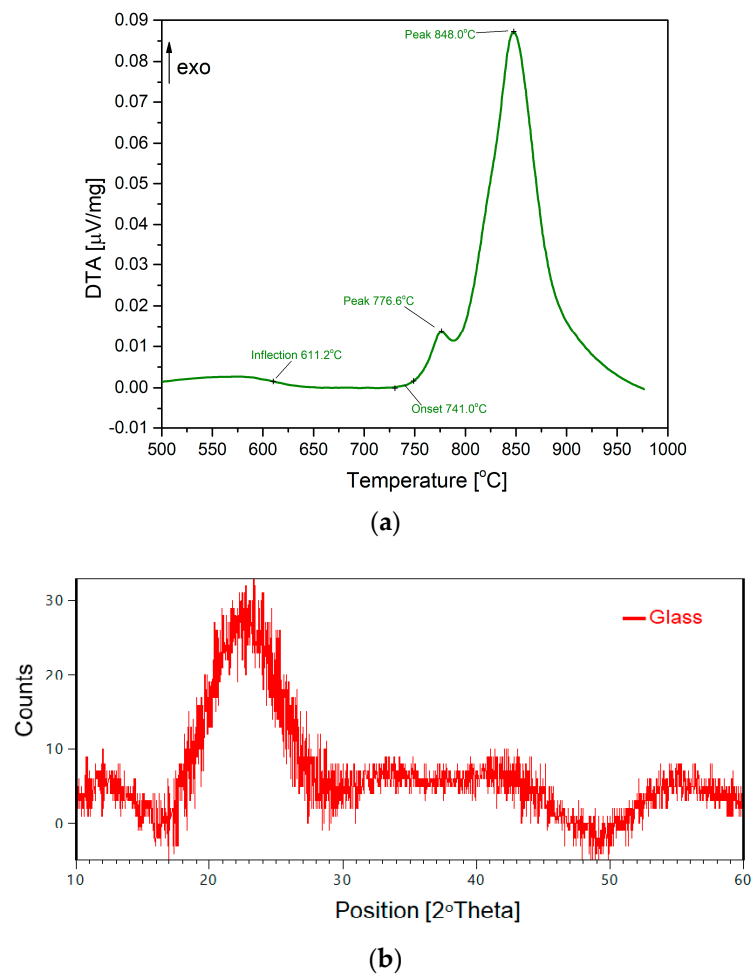 0.09
0.08
0.07
0.06
0.05
0.04
0.03
0.02
0.01
0.00
-0.01
DTA [μV/mg]
exo
Peak 848.0°C
Peak 776.6°C
Inflection 611.2°C
Onset 741.0°C
500 550 600 650 700 750 800 850 900 950 1000
Temperature [°C]
(a)
30
20
10
0
Counts
Glass
10 20 30 40 50 60
Position [2°Theta]
(b)